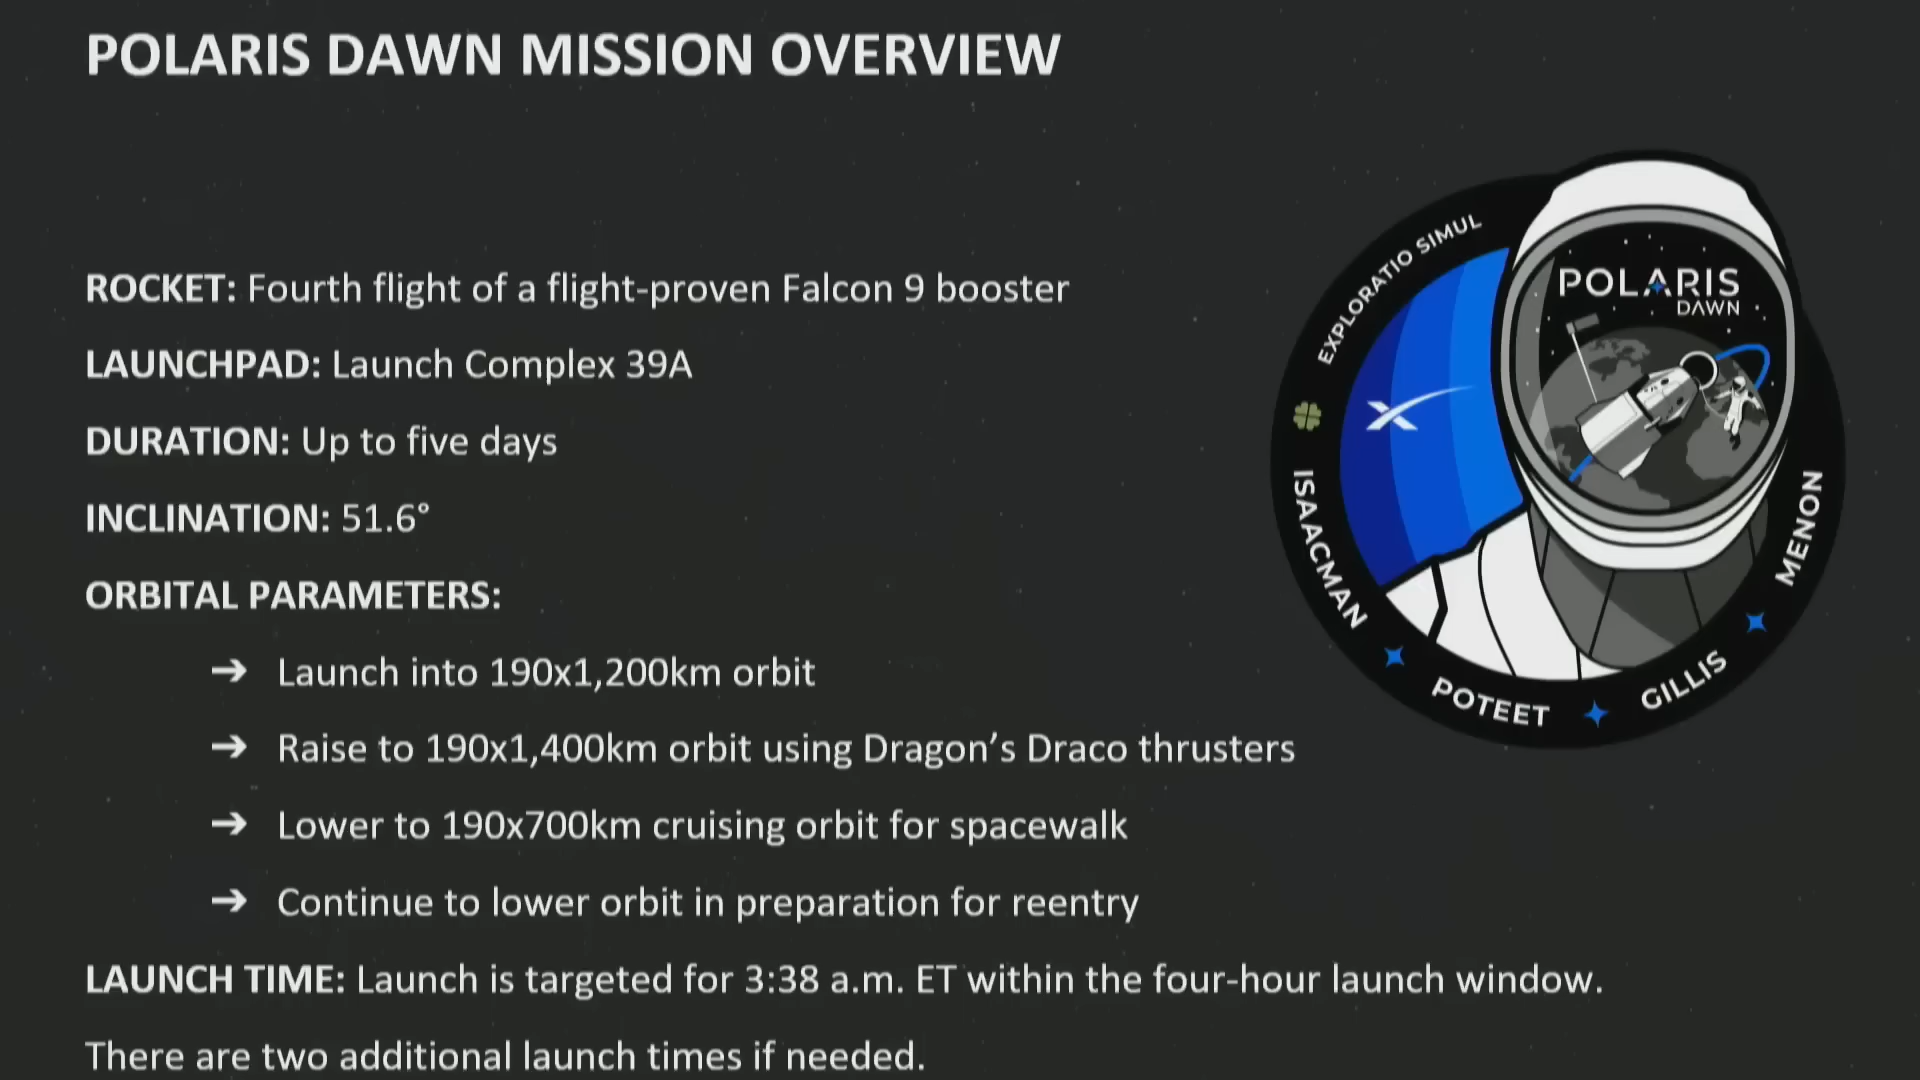 POLARIS DAWN MISSION OVERVIEW
ROCKET: Fourth flight of a flight-proven Falcon 9 booster
LAUNCHPAD: Launch Complex 39A
DURATION: Up to five days
INCLINATION: 51.6°
ORBITAL PARAMETERS:
➔ Launch into 190x1,200km orbit
➔ Raise to 190x1,400km orbit using Dragon’s Draco thrusters
➔ Lower to 190x700km cruising orbit for spacewalk
➔ Continue to lower orbit in preparation for reentry
LAUNCH TIME: Launch is targeted for 3:38 a.m. ET within the four-hour launch window.
There are two additional launch times if needed.
EXPLORATIO SIMUL
POLARIS
DAWN
X
ISAACMAN
POTEET
GILLIS
MENON